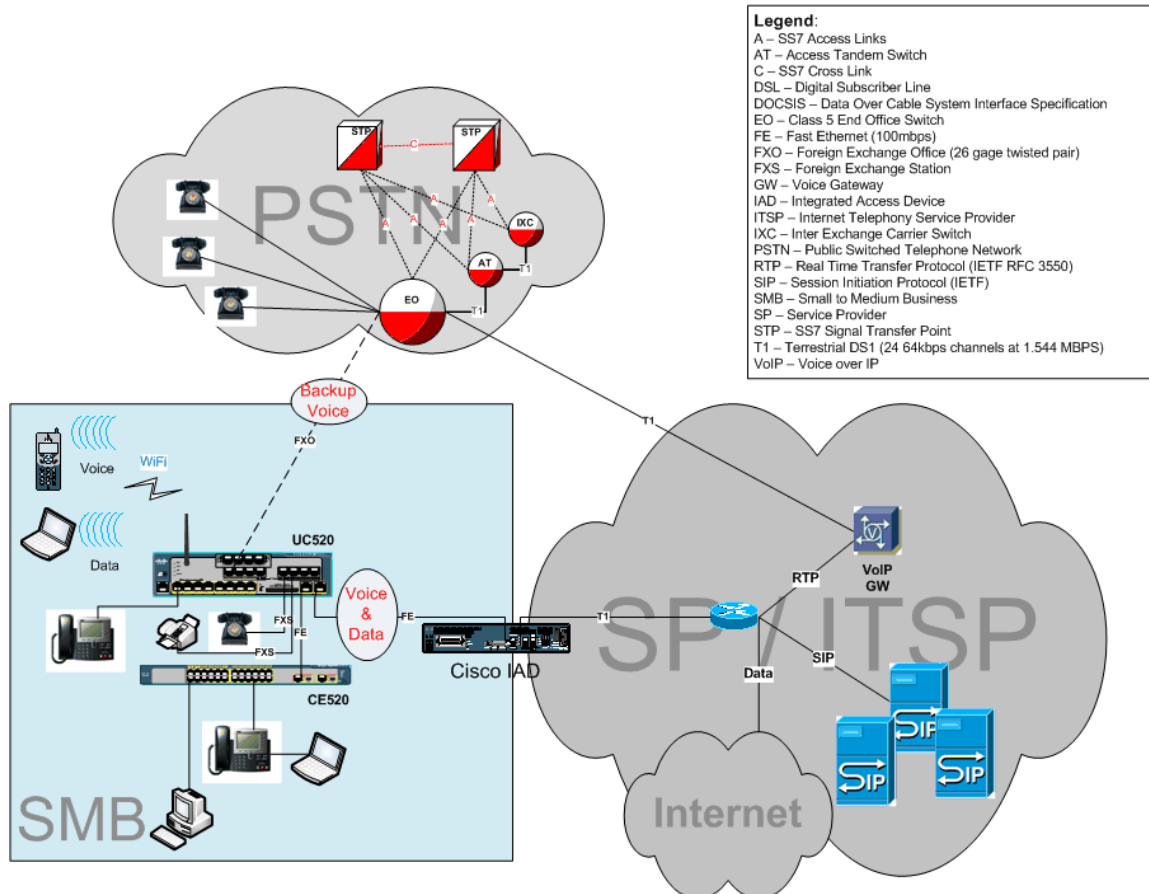 Legend:
A – SS7 Access Links
AT – Access Tandem Switch
C – SS7 Cross Link
DSL – Digital Subscriber Line
DOCSIS – Data Over Cable System Interface Specification
EO – Class 5 End Office Switch
FE – Fast Ethernet (100mbps)
FXO – Foreign Exchange Office (26 gage twisted pair)
FXS – Foreign Exchange Station
GW – Voice Gateway
IAD – Integrated Access Device
ITSP – Internet Telephony Service Provider
IXC – Inter Exchange Carrier Switch
PSTN – Public Switched Telephone Network
RTP – Real Time Transfer Protocol (IETF RFC 3550)
SIP – Session Initiation Protocol (IETF)
SMB – Small to Medium Business
SP – Service Provider
STP – SS7 Signal Transfer Point
T1 – Terrestrial DS1 (24 64kbps channels at 1.544 MBPS)
VoIP – Voice over IP
STP
C
STP
PSTN
A
A
A
A
A
A
IXC
AT
T1
EO
T1
Backup
Voice
FXO
T1
Voice
WiFi
Data
UC520
Voice
&
Data
FXS
FE
FXS
FE
CE520
SMB
Cisco IAD
T1
SP / ITSP
VoIP
GW
RTP
SIP
Data
SIP
SIP
SIP
Internet